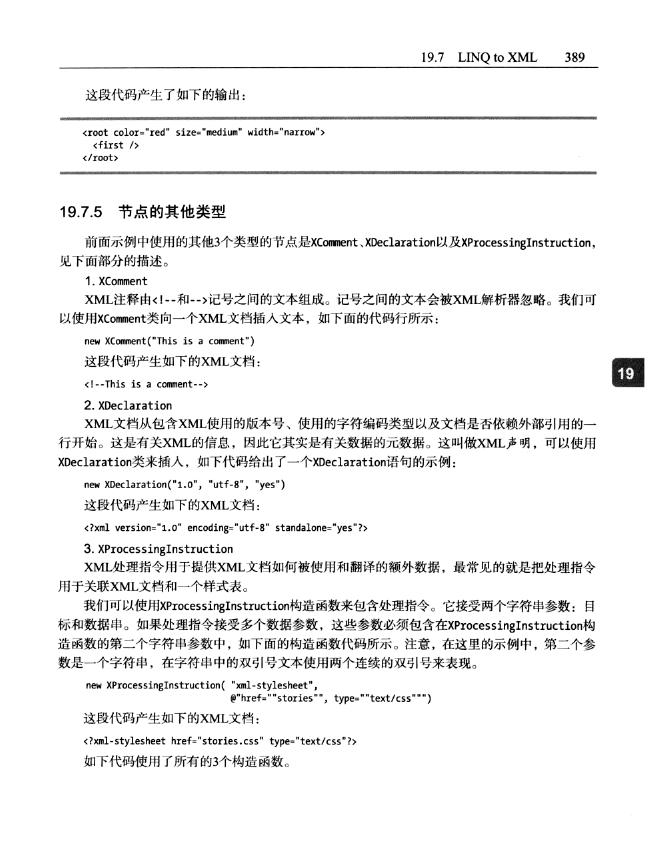 19.7 LINQ to XML 389
这段代码产生了如下的输出：
<root color="red" size="medium" width="narrow">
<first />
</root>
19.7.5 节点的其他类型
前面示例中使用的其他3个类型的节点是XComment、XDeclaration以及XProcessingInstruction，
见下面部分的描述。
1. XComment
XML注释由<!--和-->记号之间的文本组成。记号之间的文本会被XML解析器忽略。我们可
以使用XComment类向一个XML文档插入文本，如下面的代码行所示：
new XComment("This is a comment")
这段代码产生如下的XML文档：
<!--This is a comment-->
19
2. XDeclaration
XML文档从包含XML使用的版本号、使用的字符编码类型以及文档是否依赖外部引用的一
行开始。这是有关XML的信息，因此它其实是有关数据的元数据。这叫做XML声明，可以使用
XDeclaration类来插入，如下代码给出了一个XDeclaration语句的示例：
new XDeclaration("1.0", "utf-8", "yes")
这段代码产生如下的XML文档：
<?xml version="1.0" encoding="utf-8" standalone="yes"?>
3. XProcessingInstruction
XML处理指令用于提供XML文档如何被使用和翻译的额外数据，最常见的就是把处理指令
用于关联XML文档和一个样式表。
我们可以使用XProcessingInstruction构造函数来包含处理指令。它接受两个字符串参数：目
标和数据串。如果处理指令接受多个数据参数，这些参数必须包含在XProcessingInstruction构
造函数的第二个字符串参数中，如下面的构造函数代码所示。注意，在这里的示例中，第二个参
数是一个字符串，在字符串中的双引号文本使用两个连续的双引号来表现。
new XProcessingInstruction( "xml-stylesheet",
@"href=""stories"", type=""text/css""")
这段代码产生如下的XML文档：
<?xml-stylesheet href="stories.css" type="text/css"?>
如下代码使用了所有的3个构造函数。